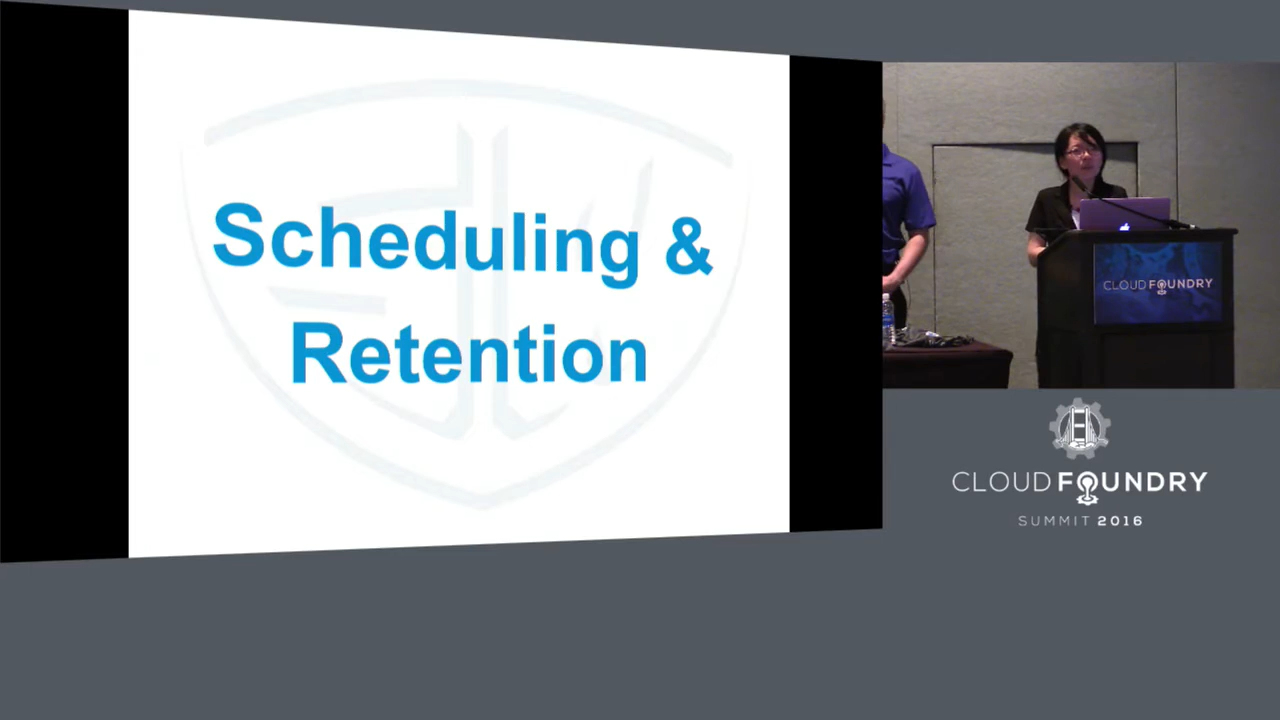 Scheduling &
Retention
CLOUD FOUNDRY
CLOUD FOUNDRY
SUMMIT 2016